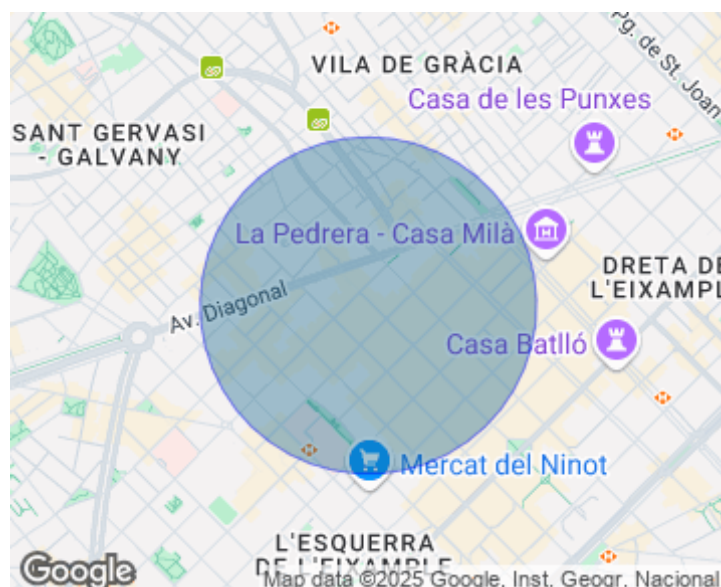 VILA DE GRÀCIA
Pg. de St. Joan
Casa de les Punxes
SANT GERVASI
- GALVANY
La Pedrera - Casa Milà
DRETA DE
L'EIXAMPLE
Av. Diagonal
Casa Batlló
Mercat del Ninot
L'ESQUERRA
DE L'EIXAMPLE
Google
Map data ©2025 Google, Inst. Geogr. Nacional